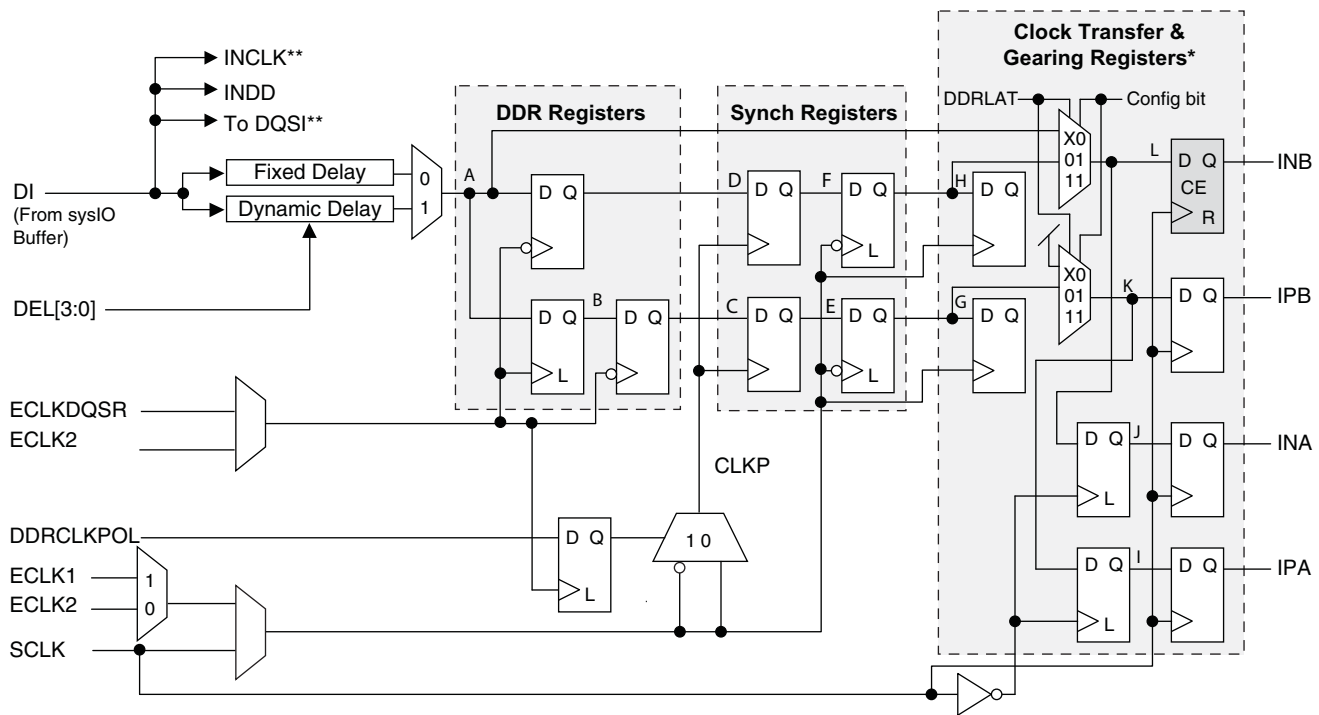 Clock Transfer &
Gearing Registers*
INCLK**
INDD
To DQSI**
DDR Registers
Synch Registers
DDRLAT
Config bit
DI
(From sysIO
Buffer)
Fixed Delay
Dynamic Delay
0
1
A
D Q
D
D Q
F
D Q
L
H
D Q
X0
01
11
L
D Q
CE
R
INB
DEL[3:0]
D Q
L
B
D Q
C
D Q
E
D Q
L
G
D Q
X0
01
11
K
D Q
IPB
ECLKDQSR
ECLK2
CLKP
D Q
L
J
D Q
INA
DDRCLKPOL
D Q
L
1 0
ECLK1
ECLK2
1
0
SCLK
D Q
L
I
D Q
IPA